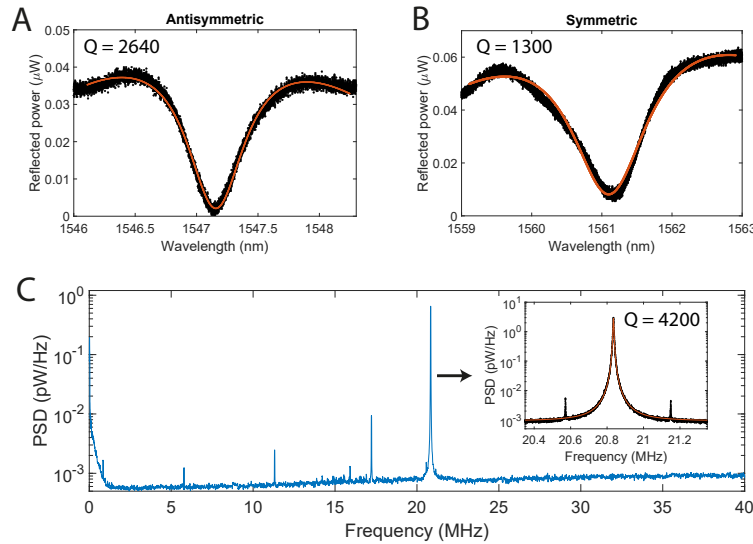 A
Antisymmetric
Q = 2640
Reflected power (μW)
0.05
0.04
0.03
0.02
0.01
0
1546
1546.5
1547
1547.5
1548
Wavelength (nm)
B
Symmetric
Q = 1300
Reflected power (μW)
0.06
0.04
0.02
0
1559
1560
1561
1562
1563
Wavelength (nm)
C
PSD (pW/Hz)
10^0
10^-1
10^-2
10^-3
0
5
10
15
20
25
30
35
40
Frequency (MHz)
Q = 4200
PSD (pW/Hz)
10^1
10^0
10^-1
10^-2
10^-3
20.4
20.6
20.8
21
21.2
Frequency (MHz)